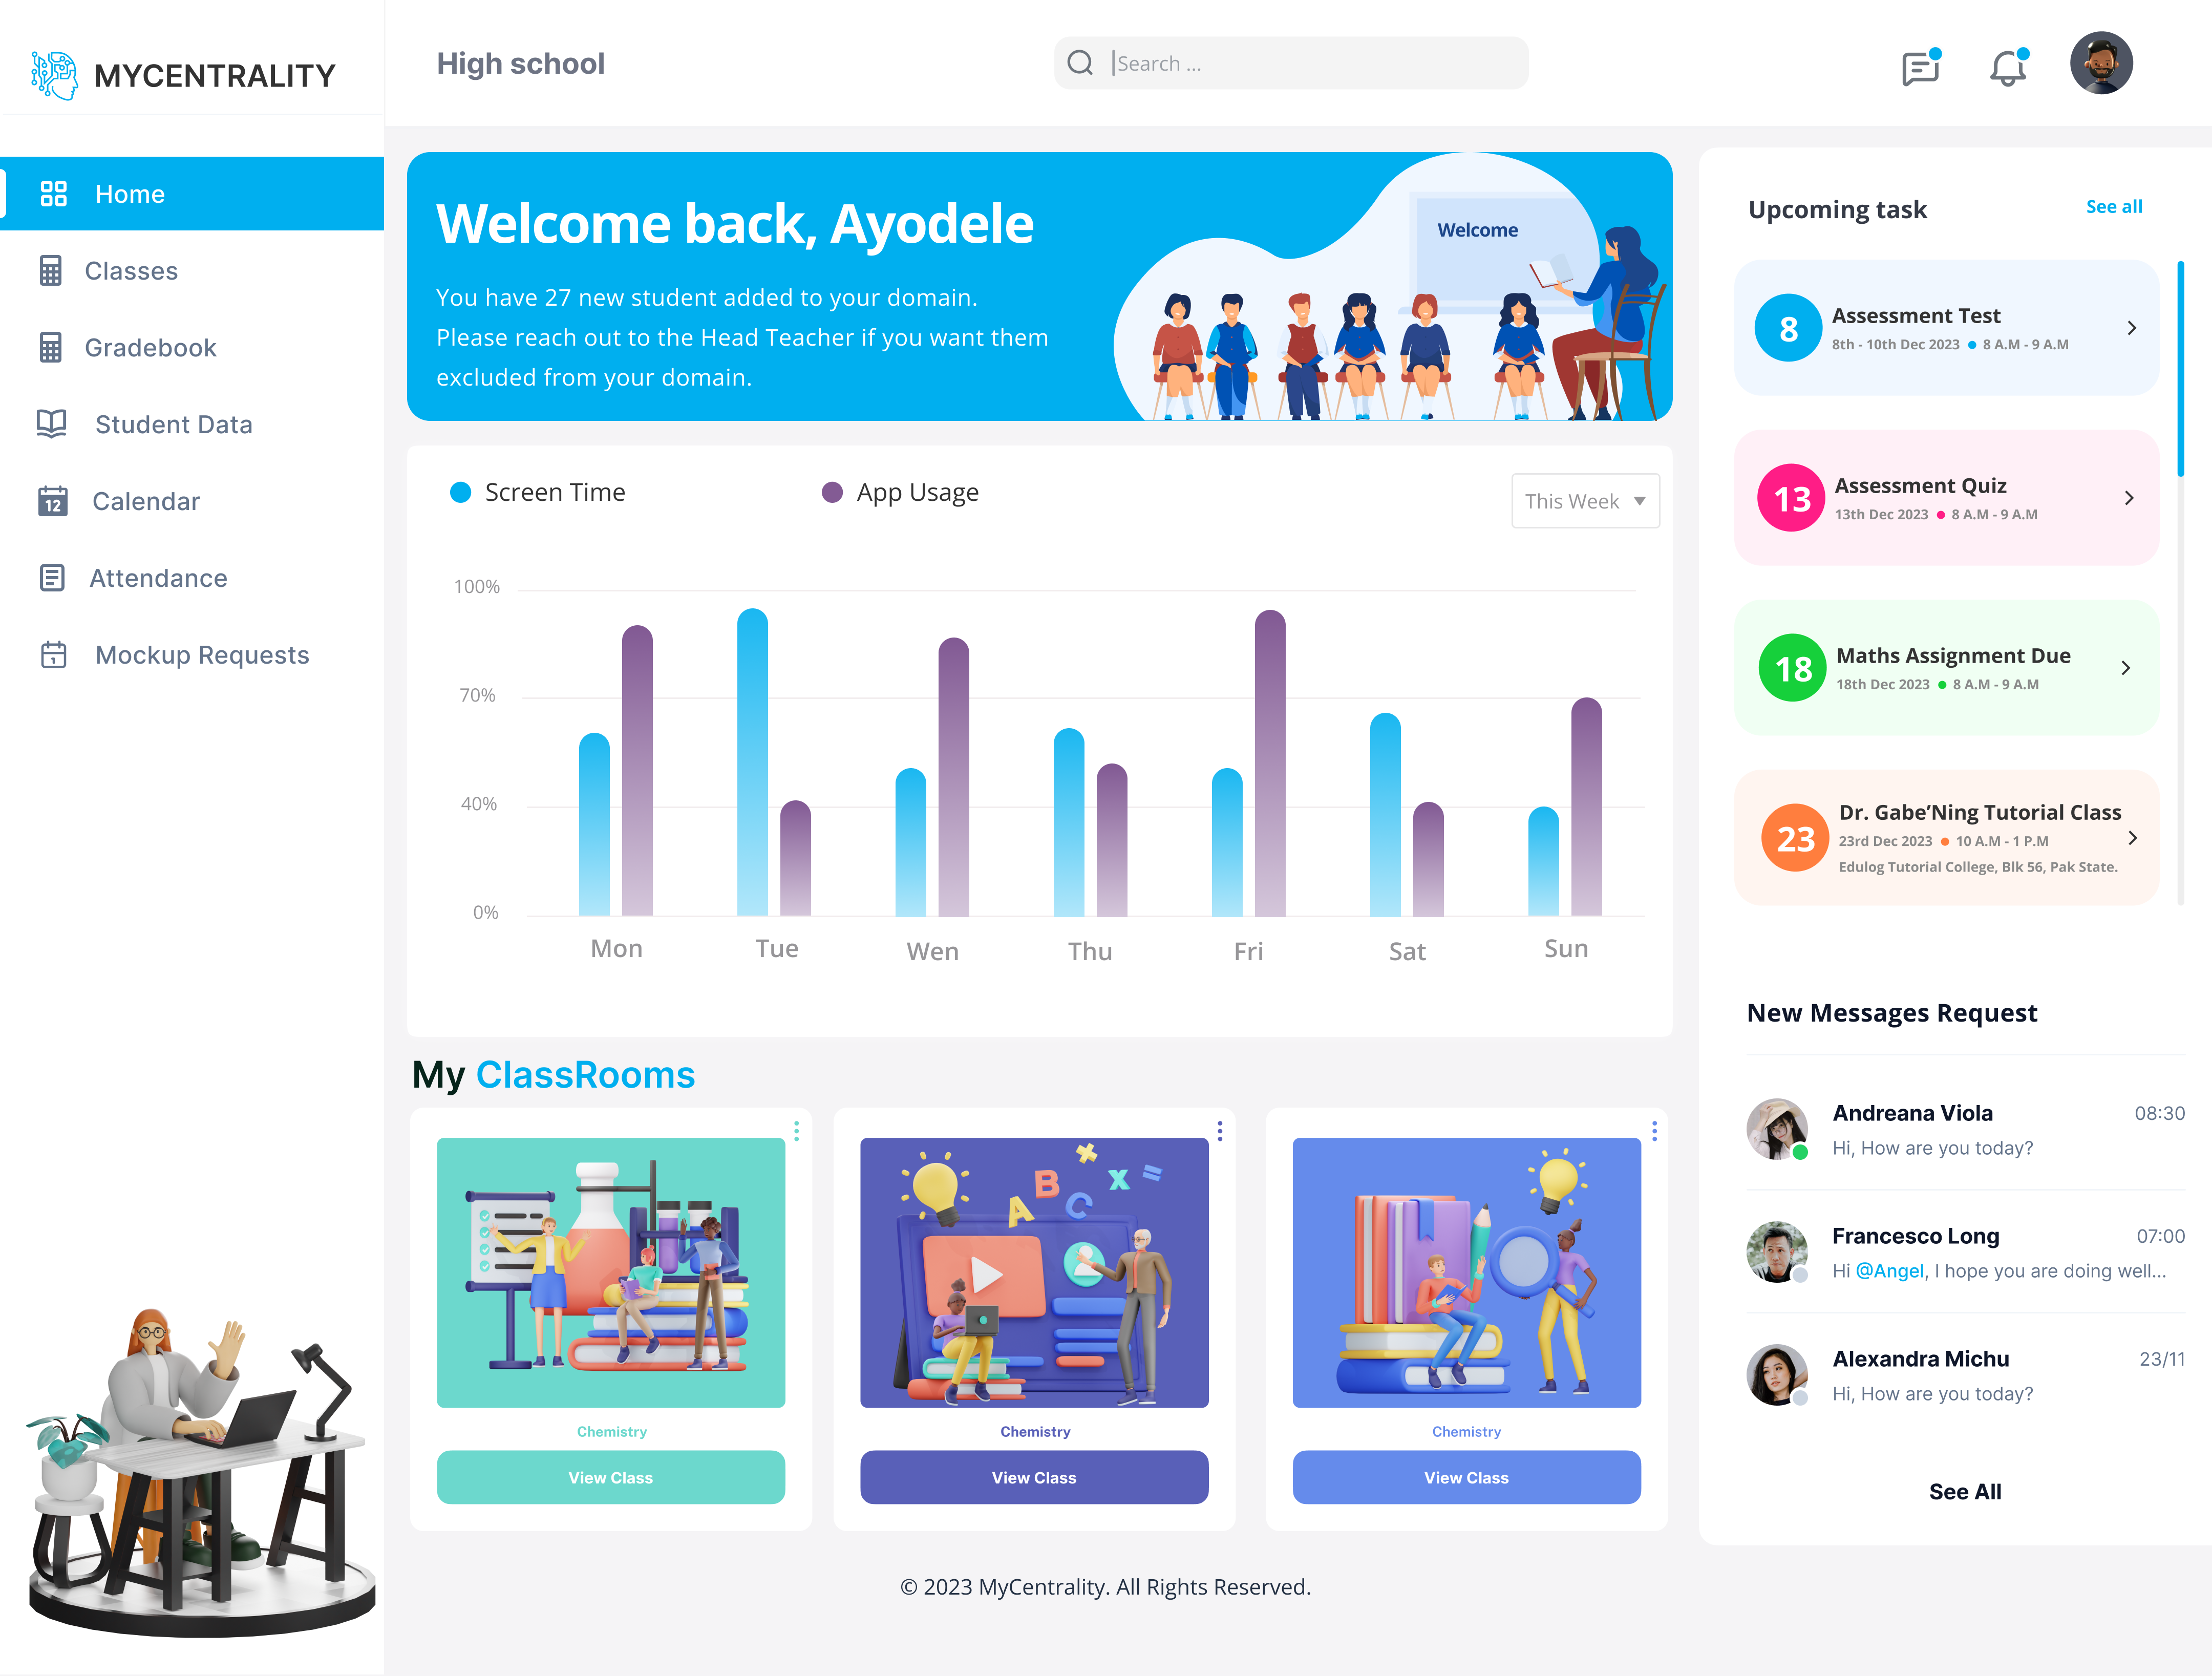 MYCENTRALITY
Home
Classes
Gradebook
Student Data
12
Calendar
Attendance
1
Mockup Requests
High school
Search ...
Welcome back, Ayodele
You have 27 new student added to your domain.
Please reach out to the Head Teacher if you want them
excluded from your domain.
Welcome
Screen Time
App Usage
This Week
100%
70%
40%
0%
Mon
Tue
Wen
Thu
Fri
Sat
Sun
My ClassRooms
Chemistry
View Class
A B C X =
Chemistry
View Class
Chemistry
View Class
© 2023 MyCentrality. All Rights Reserved.
Upcoming task
See all
8
Assessment Test
8th - 10th Dec 2023 ● 8 A.M - 9 A.M
13
Assessment Quiz
13th Dec 2023 ● 8 A.M - 9 A.M
18
Maths Assignment Due
18th Dec 2023 ● 8 A.M - 9 A.M
23
Dr. Gabe’Ning Tutorial Class
23rd Dec 2023 ● 10 A.M - 1 P.M
Edulog Tutorial College, Blk 56, Pak State.
New Messages Request
Andreana Viola
08:30
Hi, How are you today?
Francesco Long
07:00
Hi @Angel, I hope you are doing well...
Alexandra Michu
23/11
Hi, How are you today?
See All